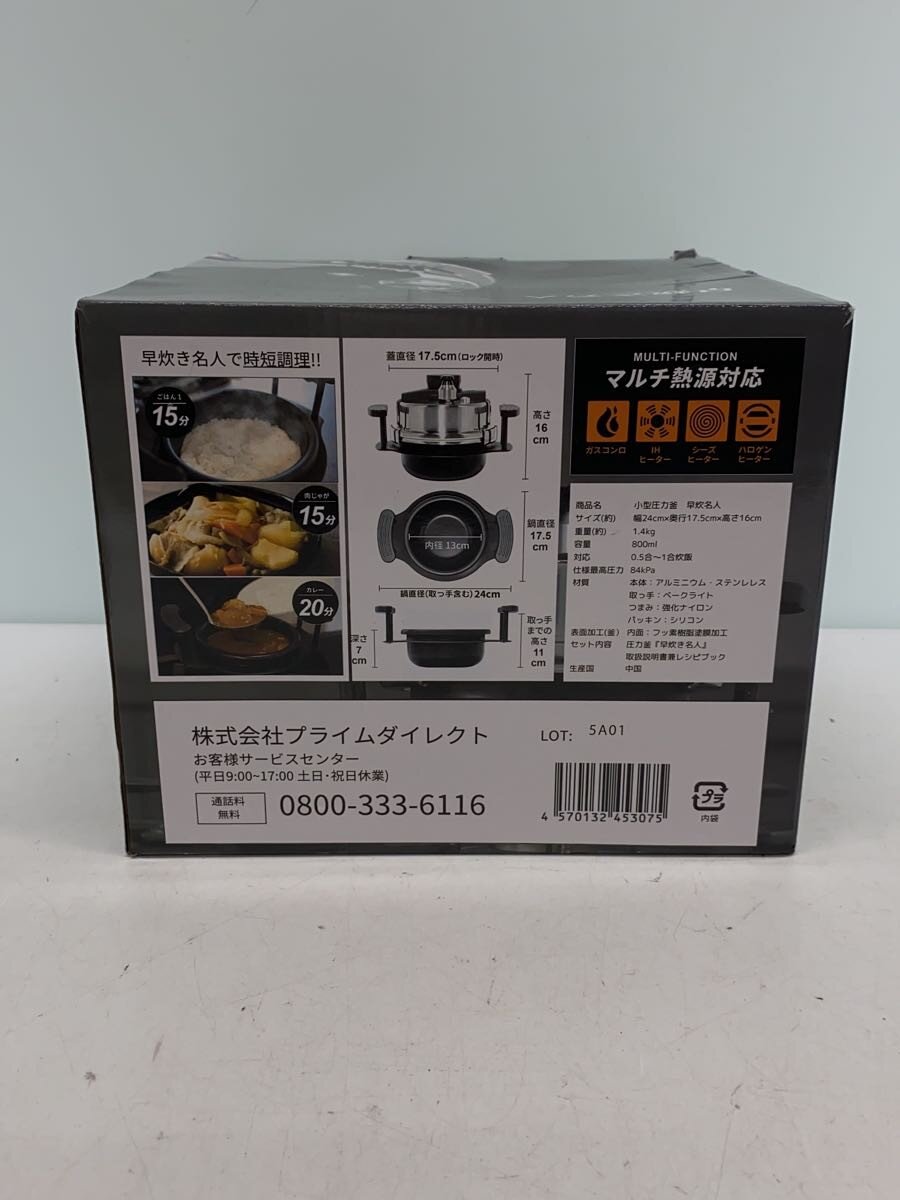 早炊き名人で時短調理!!
ごはん1
15分
肉じゃが
15分
カレー
20分
蓋直径 17.5cm(ロック開時)
高さ
16
cm
鍋直径
17.5
cm
内径 13cm
鍋直径(取っ手含む)24cm
深さ
7
cm
取っ手
までの
高さ
11
cm
MULTI-FUNCTION
マルチ熱源対応
ガスコンロ
IH
ヒーター
シーズ
ヒーター
ハロゲン
ヒーター
商品名 小型圧力釜 早炊名人
サイズ(約) 幅24cm×奥行17.5cm×高さ16cm
重量(約) 1.4kg
容量 800ml
対応 0.5合～1合炊飯
仕様最高圧力 84kPa
材質 本体：アルミニウム・ステンレス
取っ手：ベークライト
つまみ：強化ナイロン
パッキン：シリコン
表面加工(釜) 内面：フッ素樹脂塗膜加工
セット内容 圧力釜『早炊き名人』
取扱説明書兼レシピブック
生産国 中国
株式会社プライムダイレクト
お客様サービスセンター
(平日9:00~17:00 土日・祝日休業)
通話料
無料
0800-333-6116
LOT: 5A01
4 570132 453075
プラ
内袋